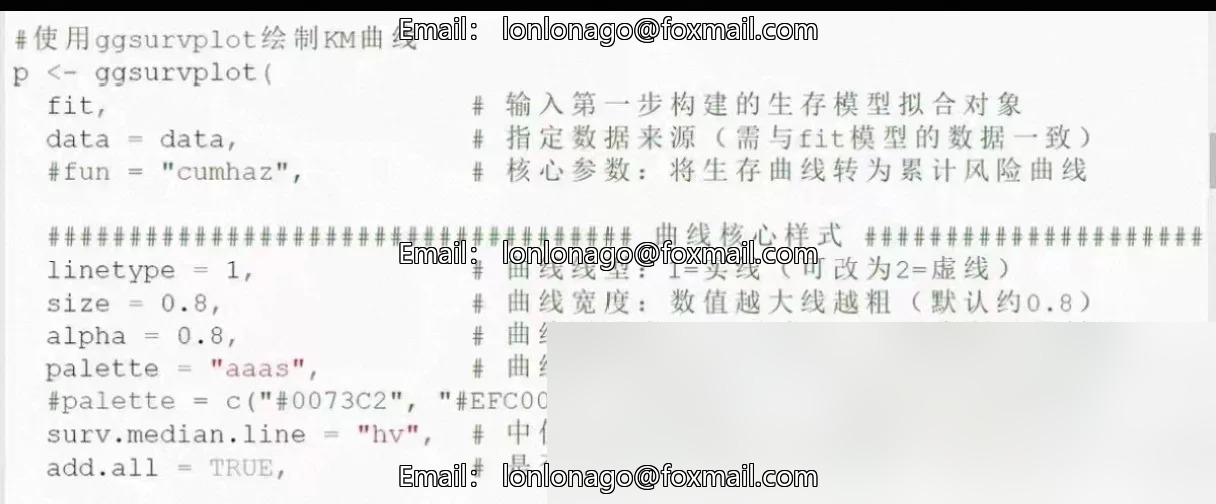 Email: lonlonago@foxmail.com
#使用ggsurvplot绘制KM曲线
p <- ggsurvplot(
fit, # 输入第一步构建的生存模型拟合对象
data = data, # 指定数据来源（需与fit模型的数据一致）
#fun = "cumhaz", # 核心参数：将生存曲线转为累计风险曲线
#################################### 曲线核心样式 #####################
Email: lonlonago@foxmail.com
linetype = 1, # 曲线线型：1=实线（可改为2=虚线）
size = 0.8, # 曲线宽度：数值越大线越粗（默认约0.8）
alpha = 0.8, # 曲
palette = "aaas", # 曲
#palette = c("#0073C2", "#EFC00
surv.median.line = "hv", # 中
add.all = TRUE, # 是
Email: lonlonago@foxmail.com